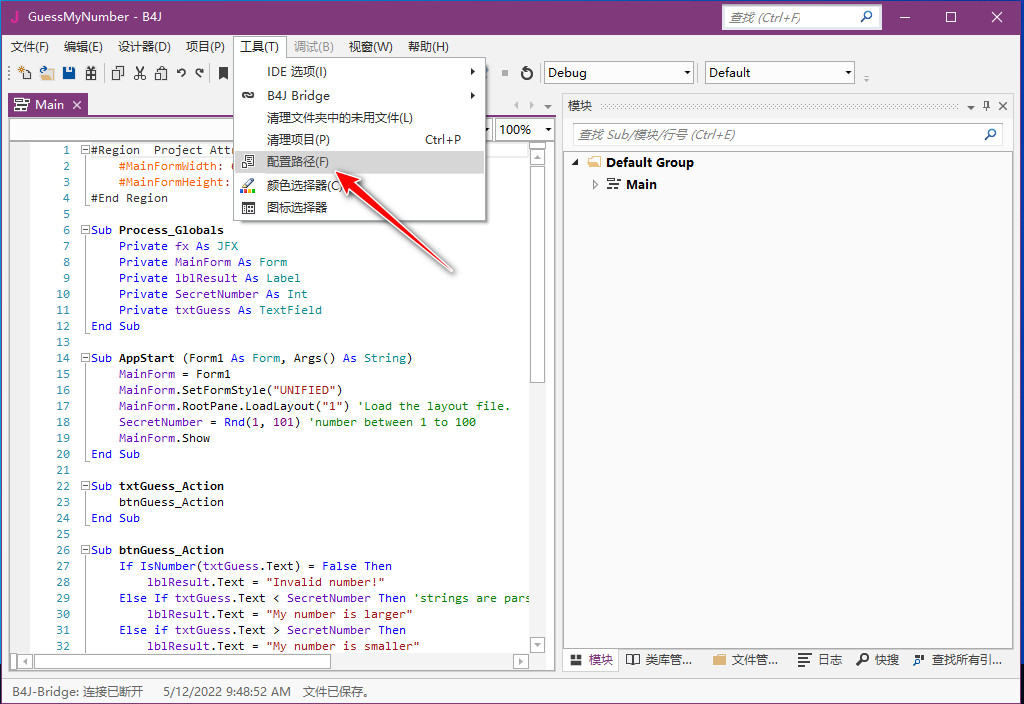 GuessMyNumber - B4J
查找 (Ctrl+F)
文件(F) 编辑(E) 设计器(D) 项目(P) 工具(T) 调试(B) 视窗(W) 帮助(H)
Debug
Default
IDE 选项(I)
B4J Bridge
清理文件夹中的未用文件(L)
清理项目(P) Ctrl+P
配置路径(F)
颜色选择器(C)
图标选择器
Main
100%
模块
查找 Sub/模块/行号 (Ctrl+E)
Default Group
Main
1 #Region Project Attr
2 #MainFormWidth:
3 #MainFormHeight:
4 #End Region
5
6 Sub Process_Globals
7 Private fx As JFX
8 Private MainForm As Form
9 Private lblResult As Label
10 Private SecretNumber As Int
11 Private txtGuess As TextField
12 End Sub
13
14 Sub AppStart (Form1 As Form, Args() As String)
15 MainForm = Form1
16 MainForm.SetFormStyle("UNIFIED")
17 MainForm.RootPane.LoadLayout("1") 'Load the layout file.
18 SecretNumber = Rnd(1, 101) 'number between 1 to 100
19 MainForm.Show
20 End Sub
21
22 Sub txtGuess_Action
23 btnGuess_Action
24 End Sub
25
26 Sub btnGuess_Action
27 If IsNumber(txtGuess.Text) = False Then
28 lblResult.Text = "Invalid number!"
29 Else If txtGuess.Text < SecretNumber Then 'strings are pars
30 lblResult.Text = "My number is larger"
31 Else if txtGuess.Text > SecretNumber Then
32 lblResult.Text = "My number is smaller"
模块 类库管... 文件管... 日志 快搜 查找所有引...
B4J-Bridge: 连接已断开 5/12/2022 9:48:52 AM 文件已保存。